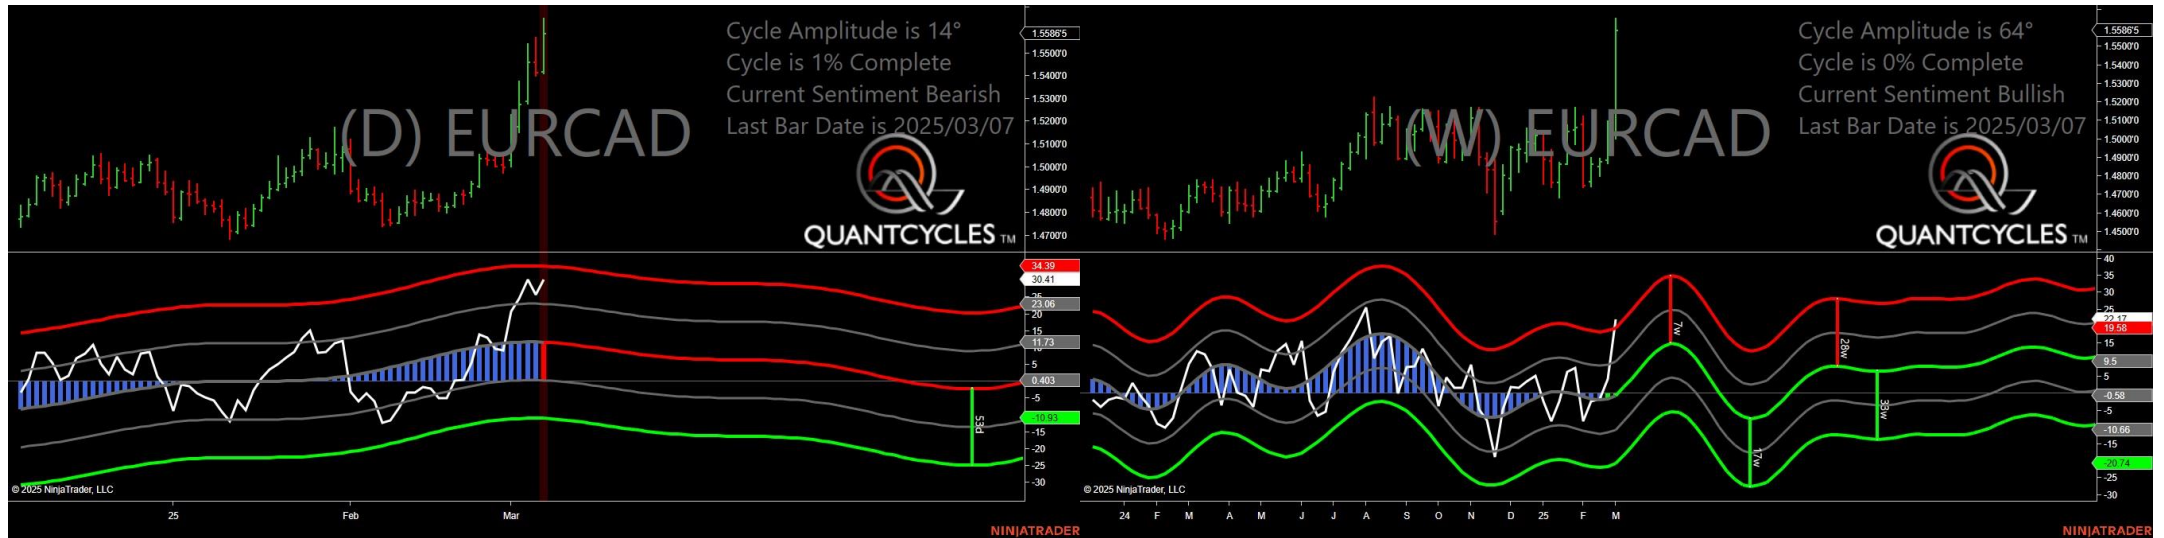 Cycle Amplitude is 14°
Cycle is 1% Complete
Current Sentiment Bearish
Last Bar Date is 2025/03/07
(D) EURCAD
QUANTCYCLES TM
1.5586'5
1.5500'0
1.5400'0
1.5300'0
1.5200'0
1.5100'0
1.5000'0
1.4900'0
1.4800'0
1.4700'0
34.39
30.41
23.06
20
15
11.73
5
0.403
-5
-10.93
-15
-20
-25
-30
53d
© 2025 NinjaTrader, LLC
25 Feb Mar
NINJATRADER
Cycle Amplitude is 64°
Cycle is 0% Complete
Current Sentiment Bullish
Last Bar Date is 2025/03/07
(W) EURCAD
QUANTCYCLES TM
1.5586'5
1.5500'0
1.5400'0
1.5300'0
1.5200'0
1.5100'0
1.5000'0
1.4900'0
1.4800'0
1.4700'0
1.4600'0
1.4500'0
40
35
30
25
22.17
19.58
15
9.5
5
-0.58
-5
-10.66
-15
-20.74
-25
-30
7w
17w
28w
33w
© 2025 NinjaTrader, LLC
24 F M A M J J A S O N D 25 F M
NINJATRADER